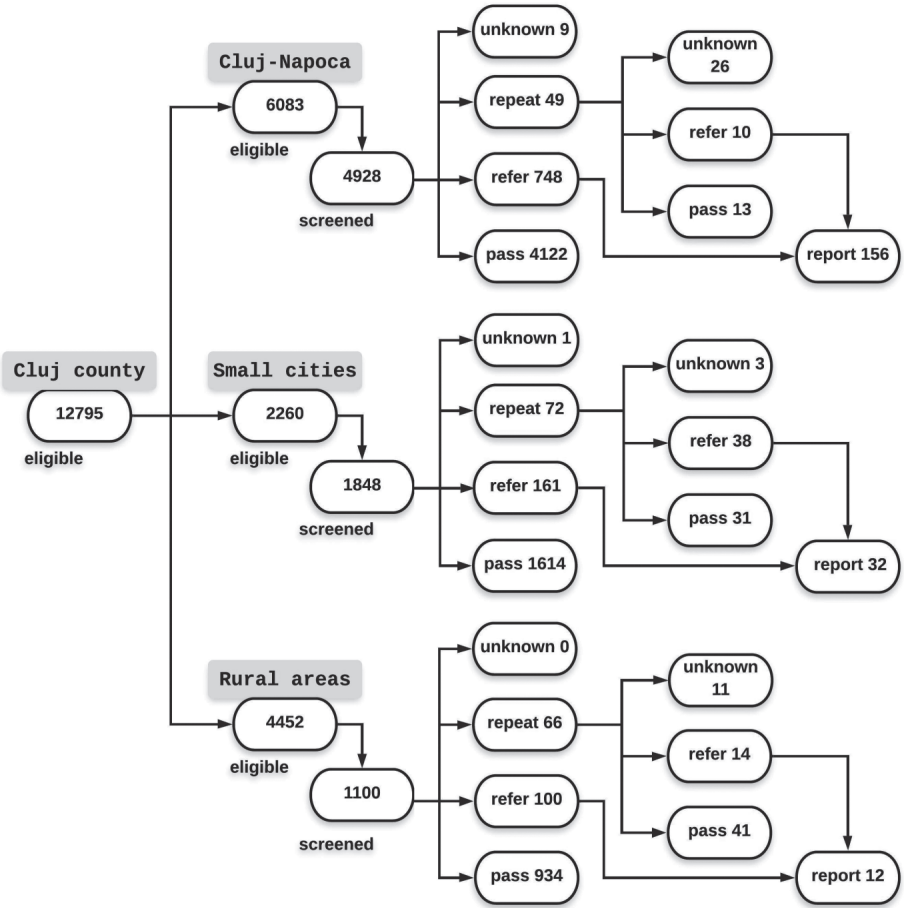 Cluj county
12795
eligible
Cluj-Napoca
6083
eligible
4928
screened
unknown 9
repeat 49
refer 748
pass 4122
unknown
26
refer 10
pass 13
report 156
Small cities
2260
eligible
1848
screened
unknown 1
repeat 72
refer 161
pass 1614
unknown 3
refer 38
pass 31
report 32
Rural areas
4452
eligible
1100
screened
unknown 0
repeat 66
refer 100
pass 934
unknown
11
refer 14
pass 41
report 12